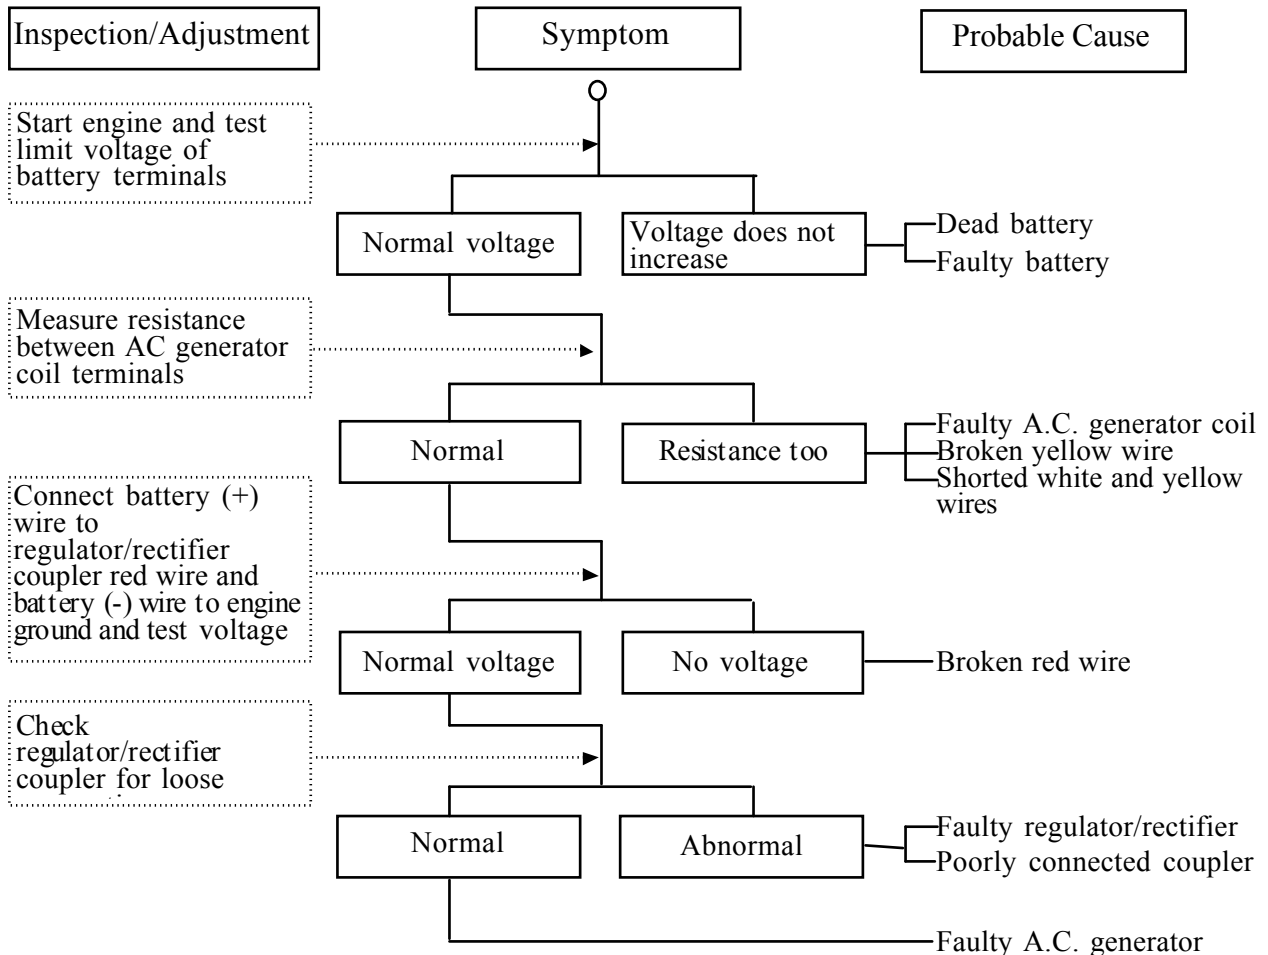 Inspection/Adjustment
Symptom
Probable Cause
Start engine and test
limit voltage of
battery terminals
Normal voltage
Voltage does not
increase
Dead battery
Faulty battery
Measure resistance
between AC generator
coil terminals
Normal
Resistance too
Faulty A.C. generator coil
Broken yellow wire
Shorted white and yellow
wires
Connect battery (+)
wire to
regulator/rectifier
coupler red wire and
battery (-) wire to engine
ground and test voltage
Normal voltage
No voltage
Broken red wire
Check
regulator/rectifier
coupler for loose
Normal
Abnormal
Faulty regulator/rectifier
Poorly connected coupler
Faulty A.C. generator